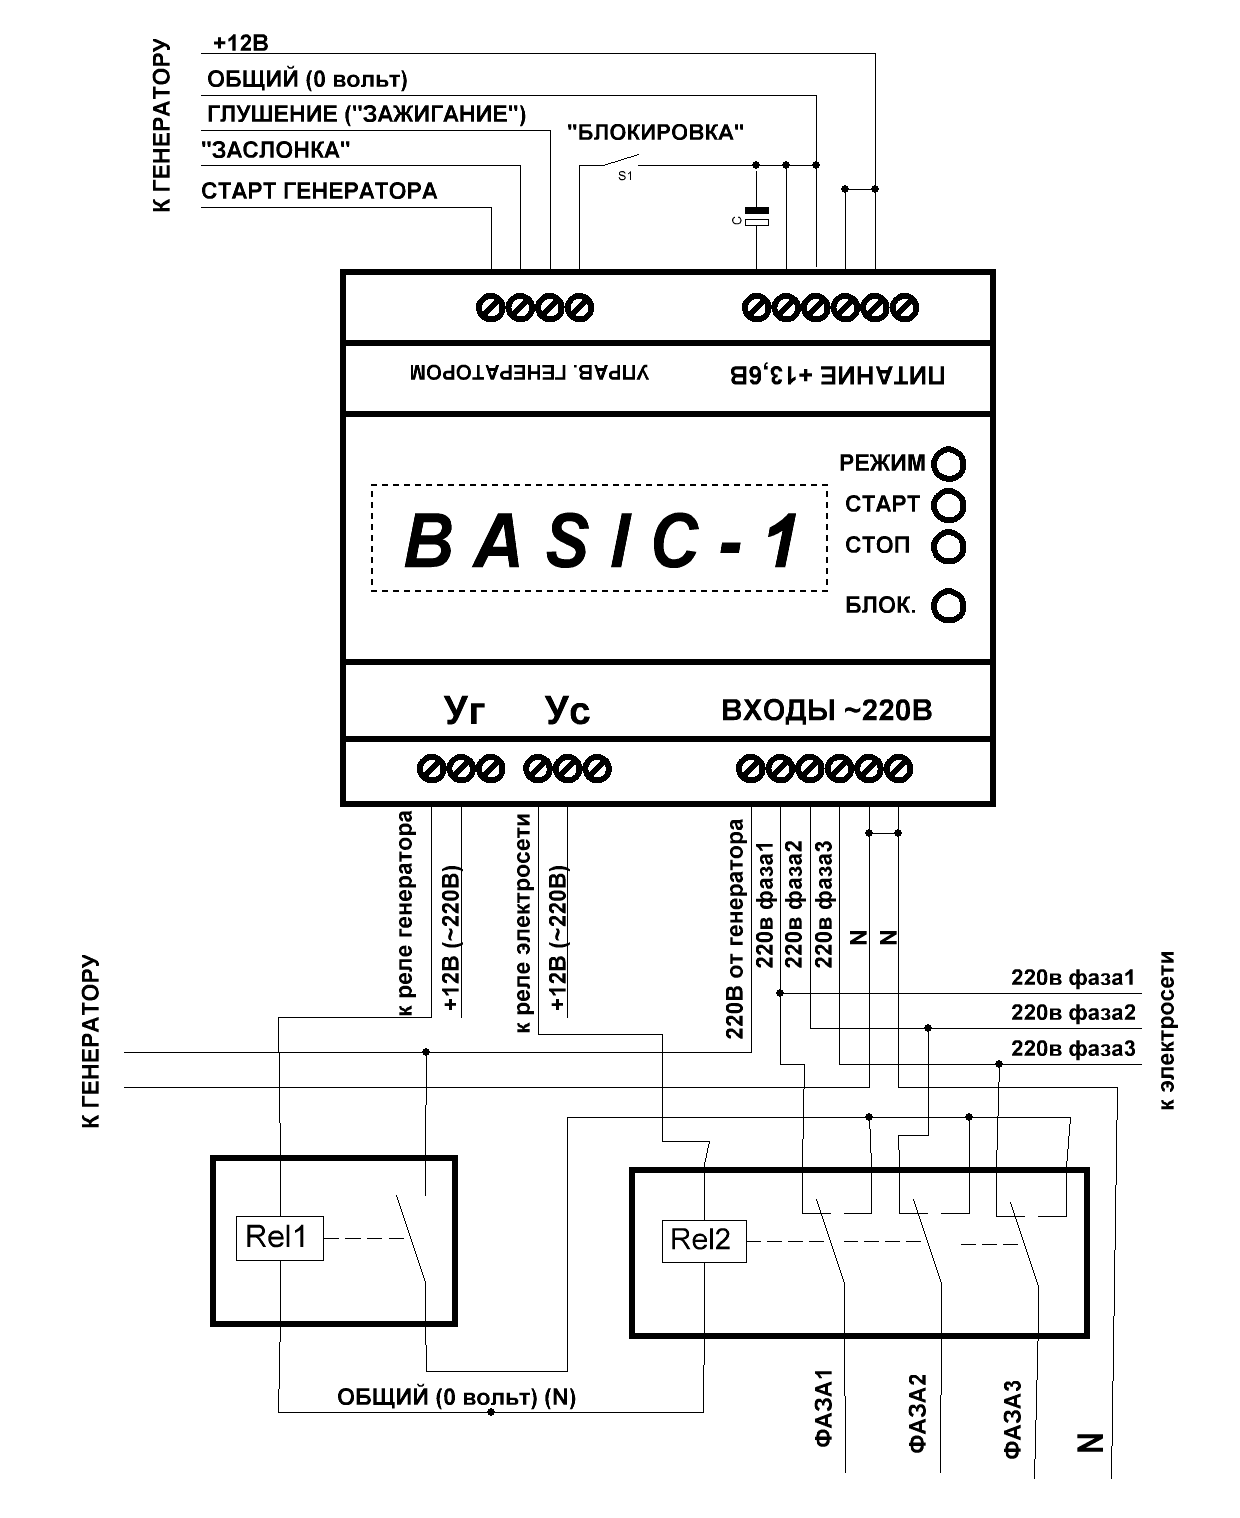 К ГЕНЕРАТОРУ
+12В
ОБЩИЙ (0 вольт)
ГЛУШЕНИЕ ("ЗАЖИГАНИЕ")
"ЗАСЛОНКА"
СТАРТ ГЕНЕРАТОРА
"БЛОКИРОВКА"
S1
C
УПРАВ. ГЕНЕРАТОРОМ
ПИТАНИЕ +13,6В
РЕЖИМ
СТАРТ
СТОП
БЛОК.
BASIC-1
Уг
Ус
ВХОДЫ ~220В
к реле генератора
+12В (~220В)
к реле электросети
+12В (~220В)
220В от генератора
220в фаза1
220в фаза2
220в фаза3
N
N
220в фаза1
220в фаза2
220в фаза3
к электросети
К ГЕНЕРАТОРУ
Rel1
Rel2
ОБЩИЙ (0 вольт) (N)
ФАЗА1
ФАЗА2
ФАЗА3
N